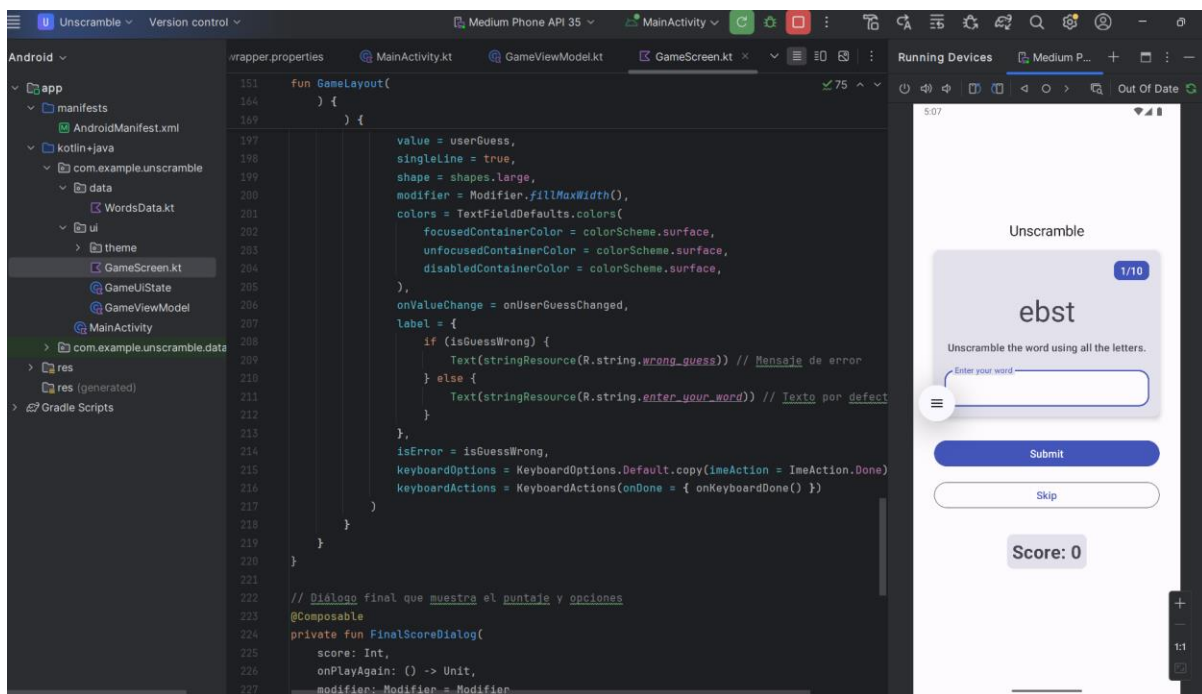 U Unscramble Version control Medium Phone API 35 MainActivity
Android
wrapper.properties MainActivity.kt GameViewModel.kt GameScreen.kt
Running Devices Medium P...
app
manifests
AndroidManifest.xml
kotlin+java
com.example.unscramble
data
WordsData.kt
ui
theme
GameScreen.kt
GameUiState
GameViewModel
MainActivity
com.example.unscramble.data
res
res (generated)
Gradle Scripts
75
151 fun GameLayout(
164 ) {
169 ) {
197 value = userGuess,
198 singleLine = true,
199 shape = shapes.large,
200 modifier = Modifier.fillMaxWidth(),
201 colors = TextFieldDefaults.colors(
202 focusedContainerColor = colorScheme.surface,
203 unfocusedContainerColor = colorScheme.surface,
204 disabledContainerColor = colorScheme.surface,
205 ),
206 onValueChange = onUserGuessChanged,
207 label = {
208 if (isGuessWrong) {
209 Text(stringResource(R.string.wrong_guess)) // Mensaje de error
210 } else {
211 Text(stringResource(R.string.enter_your_word)) // Texto por defect
212 }
213 },
214 isError = isGuessWrong,
215 keyboardOptions = KeyboardOptions.Default.copy(imeAction = ImeAction.Done)
216 keyboardActions = KeyboardActions(onDone = { onKeyboardDone() })
217 )
218 }
219 }
220 }
221
222 // Diálogo final que muestra el puntaje y opciones
223 @Composable
224 private fun FinalScoreDialog(
225 score: Int,
226 onPlayAgain: () -> Unit,
227 modifier: Modifier = Modifier
Out Of Date
5:07
Unscramble
1/10
ebst
Unscramble the word using all the letters.
Enter your word
Submit
Skip
Score: 0
1:1